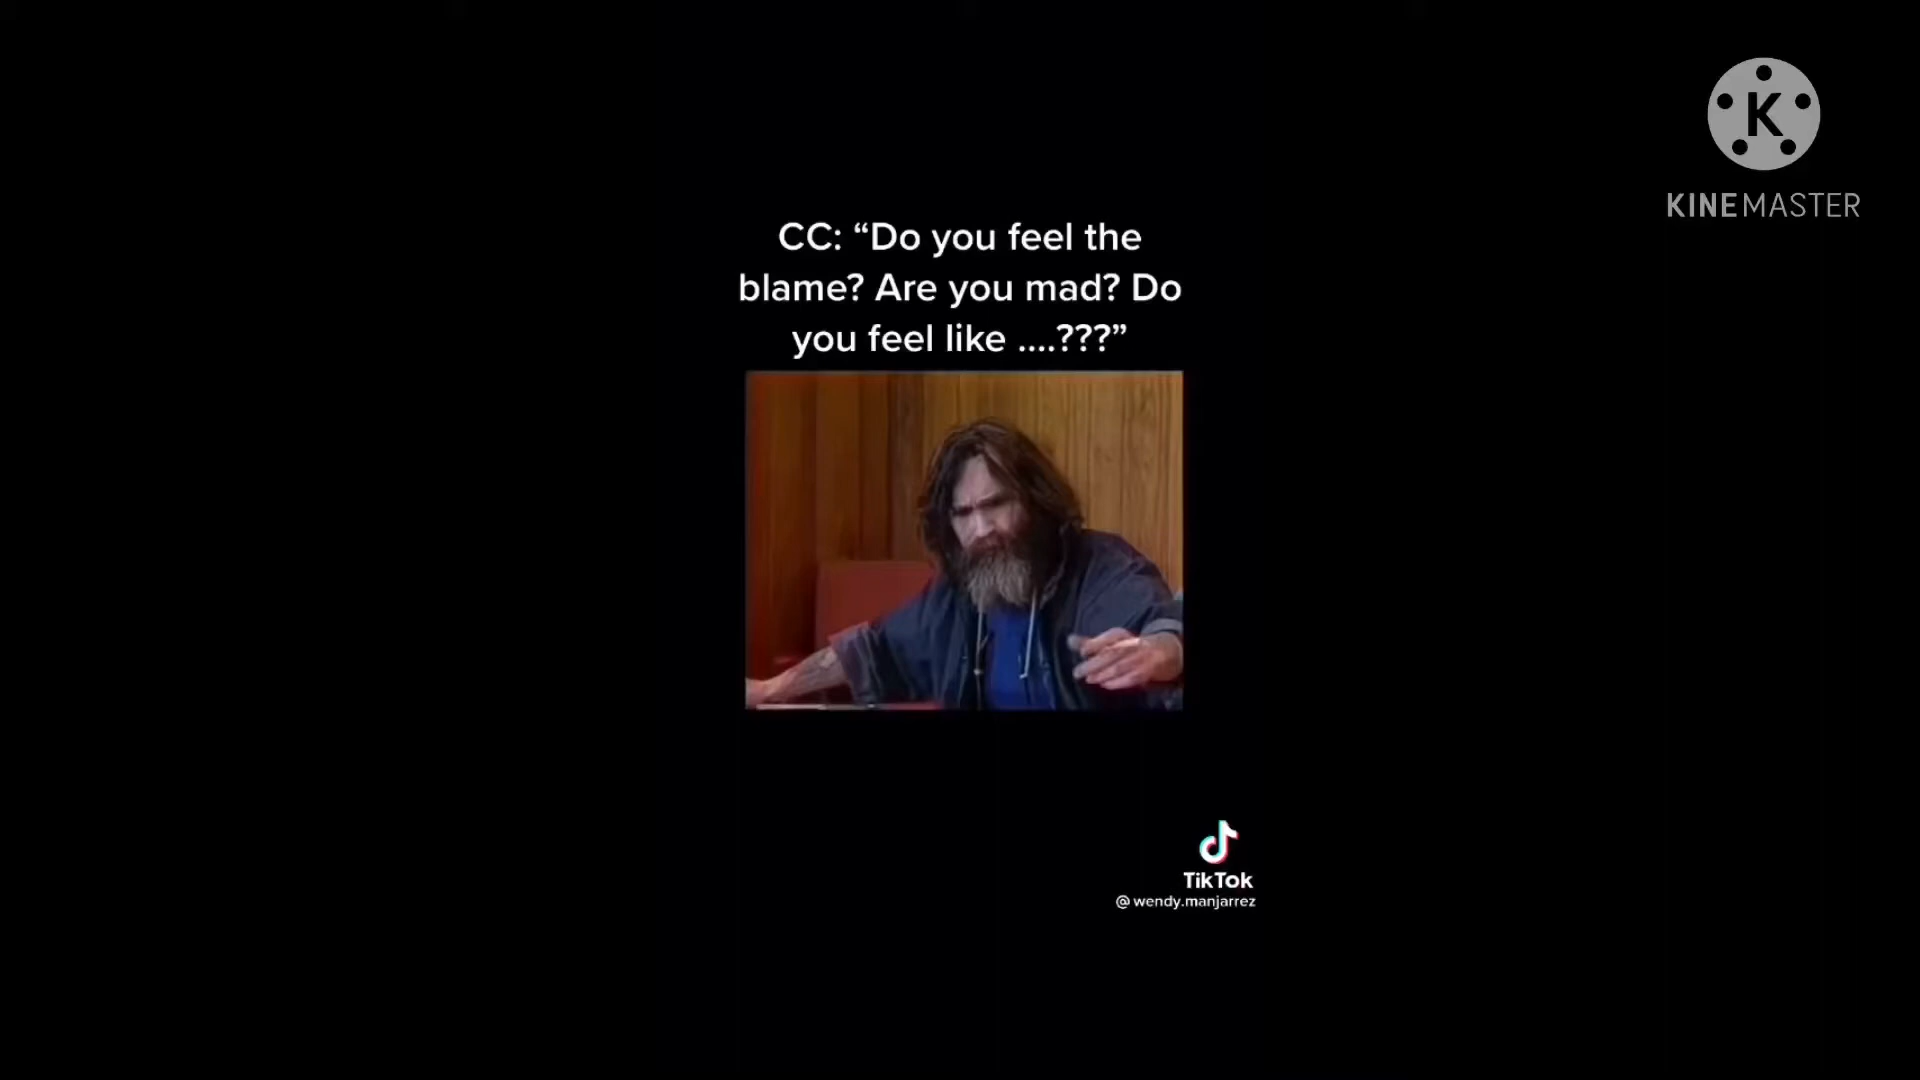 KINEMASTER
CC: “Do you feel the
blame? Are you mad? Do
you feel like ....???”
TikTok
@wendy.manjarrez